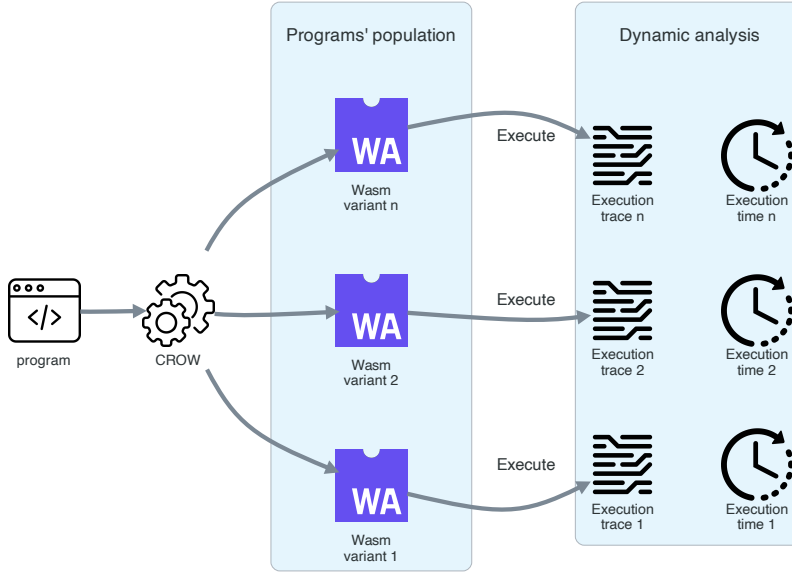 Programs' population
Dynamic analysis
WA
Wasm
variant n
Execute
Execution
trace n
Execution
time n
</>
program
CROW
WA
Wasm
variant 2
Execute
Execution
trace 2
Execution
time 2
WA
Wasm
variant 1
Execute
Execution
trace 1
Execution
time 1